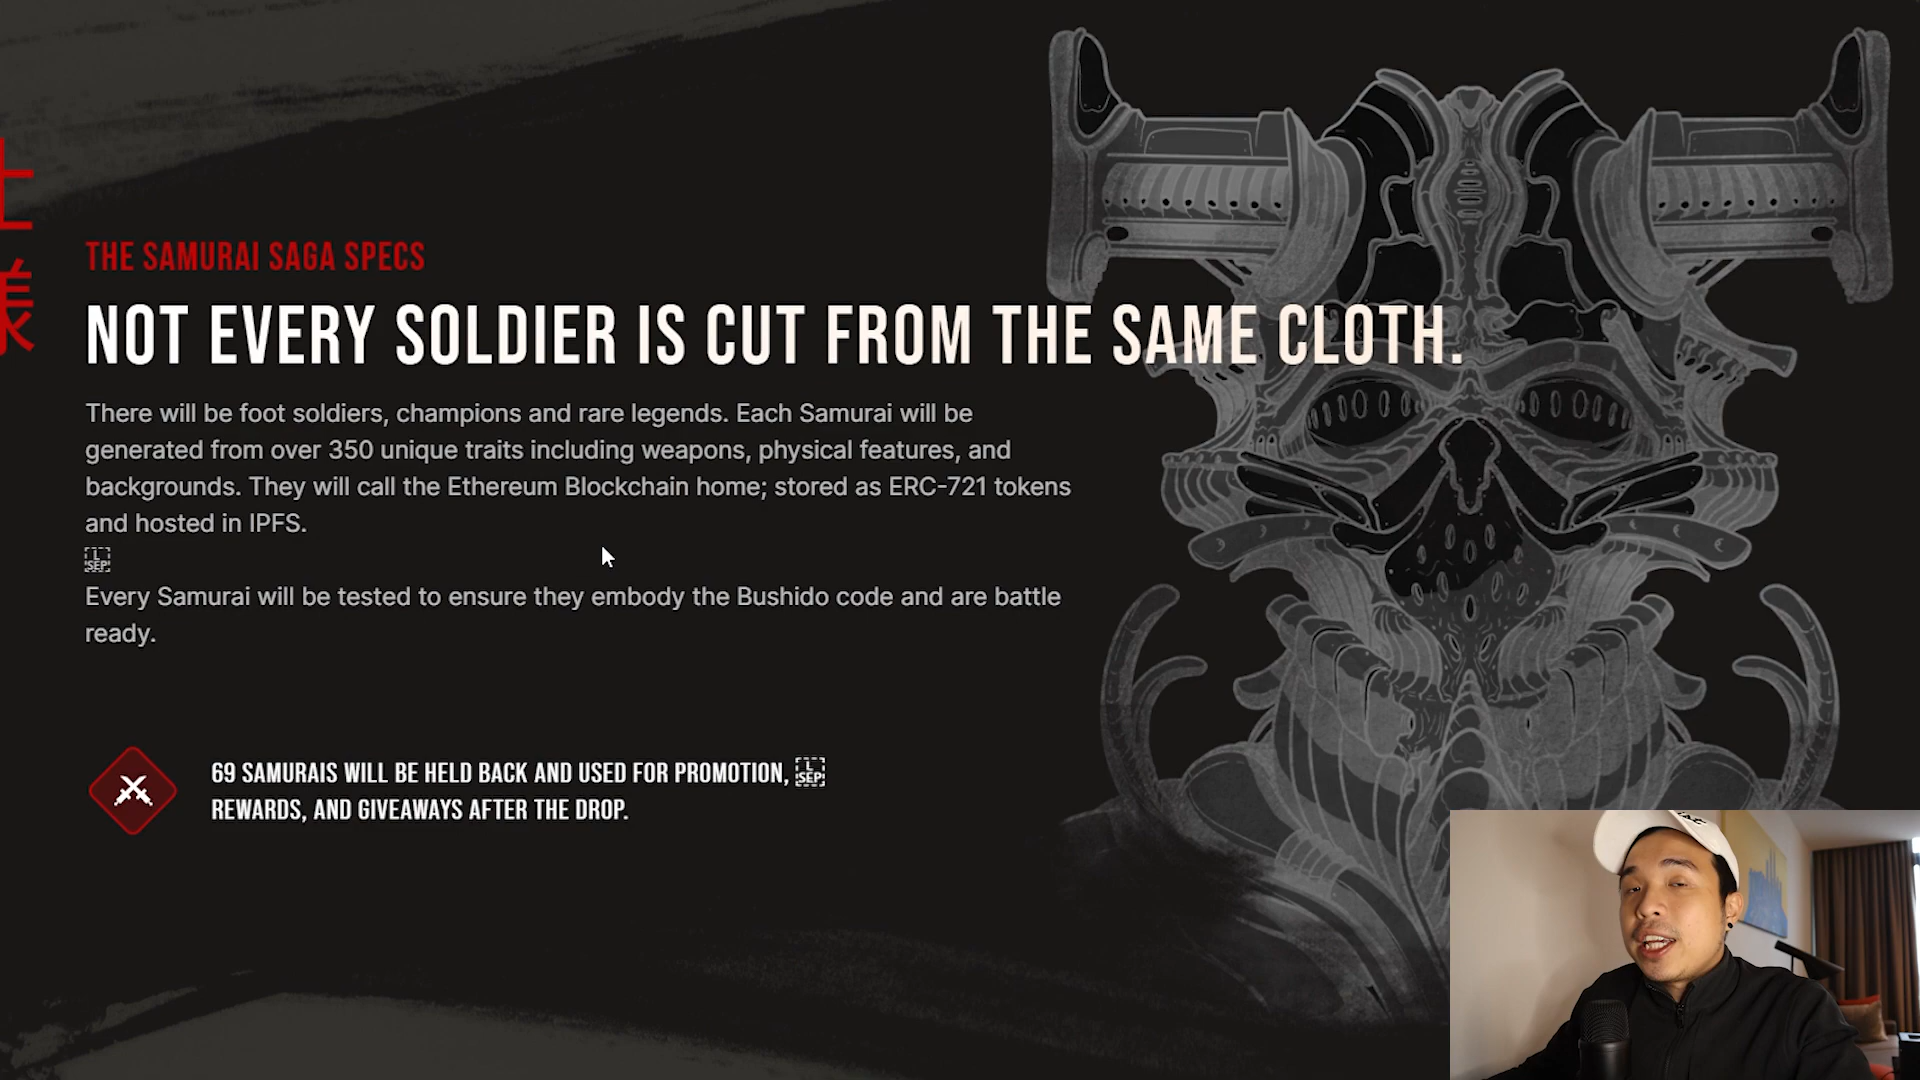 THE SAMURAI SAGA SPECS
NOT EVERY SOLDIER IS CUT FROM THE SAME CLOTH.
There will be foot soldiers, champions and rare legends. Each Samurai will be
generated from over 350 unique traits including weapons, physical features, and
backgrounds. They will call the Ethereum Blockchain home; stored as ERC-721 tokens
and hosted in IPFS.
L SEP
Every Samurai will be tested to ensure they embody the Bushido code and are battle
ready.
69 SAMURAIS WILL BE HELD BACK AND USED FOR PROMOTION, L SEP
REWARDS, AND GIVEAWAYS AFTER THE DROP.